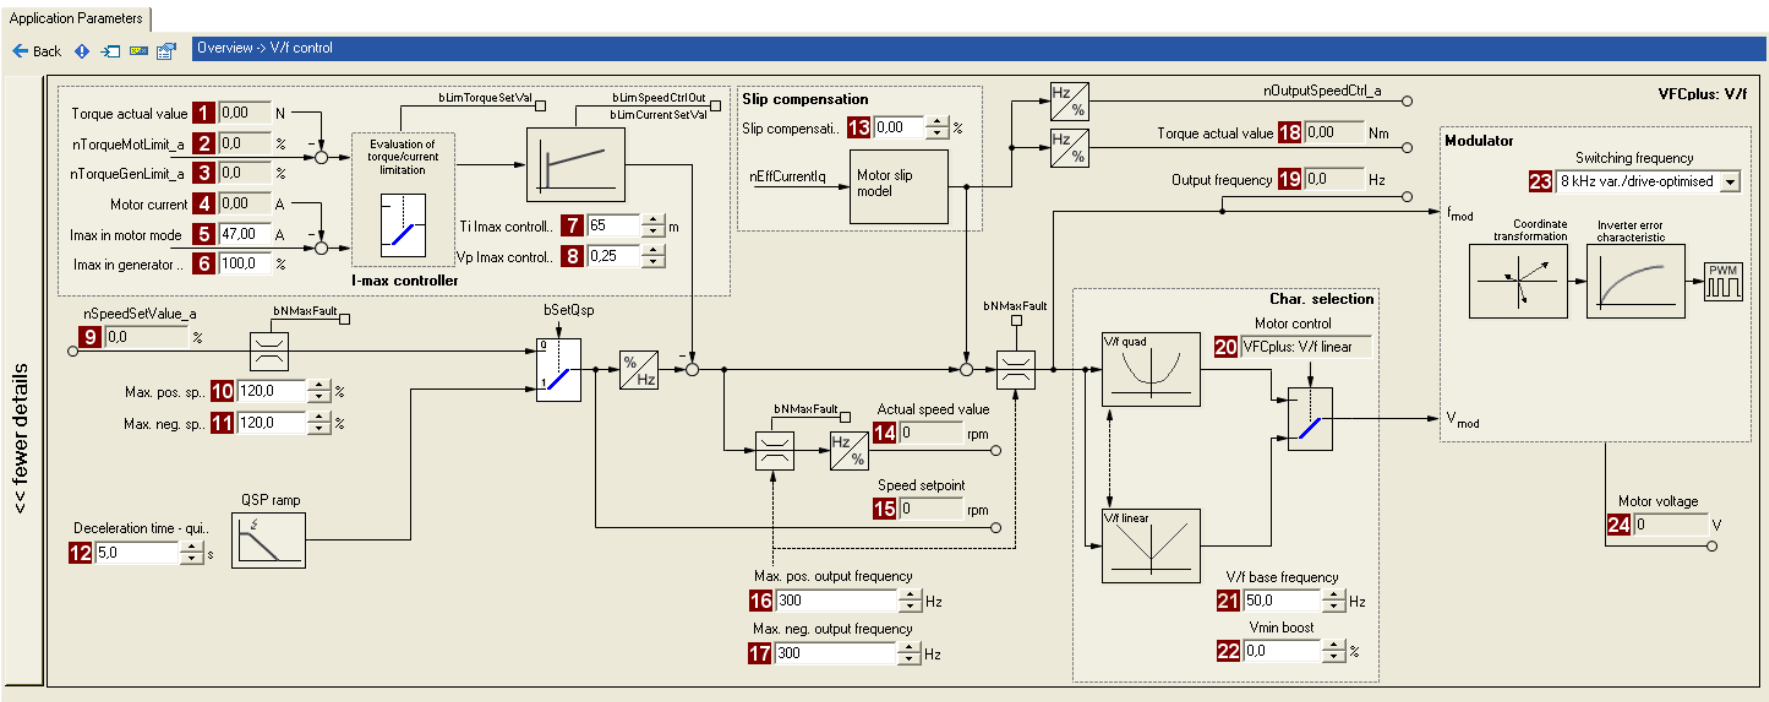 Application Parameters
Back
Overview -> V/f control
<< fewer details
Torque actual value 1 0,00 N
nTorqueMotLimit_a 2 0,0 %
nTorqueGenLimit_a 3 0,0 %
Motor current 4 0,00 A
Imax in motor mode 5 47,00 A
Imax in generator .. 6 100,0 %
bLimTorqueSetVal
Evaluation of
torque/current
limitation
bLimSpeedCtrlOut
bLimCurrentSetVal
Ti Imax controll.. 7 65 m
Vp Imax control.. 8 0,25
I-max controller
Slip compensation
Slip compensati.. 13 0,00 %
nEffCurrentIq
Motor slip
model
Hz
%
nOutputSpeedCtrl_a
Hz
%
Torque actual value 18 0,00 Nm
Output frequency 19 0,0 Hz
VFCplus: V/f
Modulator
Switching frequency
23 8 kHz var./drive-optimised
fmod
Coordinate
transformation
Inverter error
characteristic
PWM
Vmod
nSpeedSetValue_a
9 0,0 %
bNMaxFault
bSetQsp
0
1
%
Hz
Max. pos. sp.. 10 120,0 %
Max. neg. sp.. 11 120,0 %
QSP ramp
Deceleration time - qui..
12 5,0 s
bNMaxFault
bNMaxFault
Hz
%
Actual speed value
14 0 rpm
Speed setpoint
15 0 rpm
Max. pos. output frequency
16 300 Hz
Max. neg. output frequency
17 300 Hz
Char. selection
Motor control
20 VFCplus: V/f linear
V/f quad
V/f linear
V/f base frequency
21 50,0 Hz
Vmin boost
22 0,0 %
Motor voltage
24 0 V